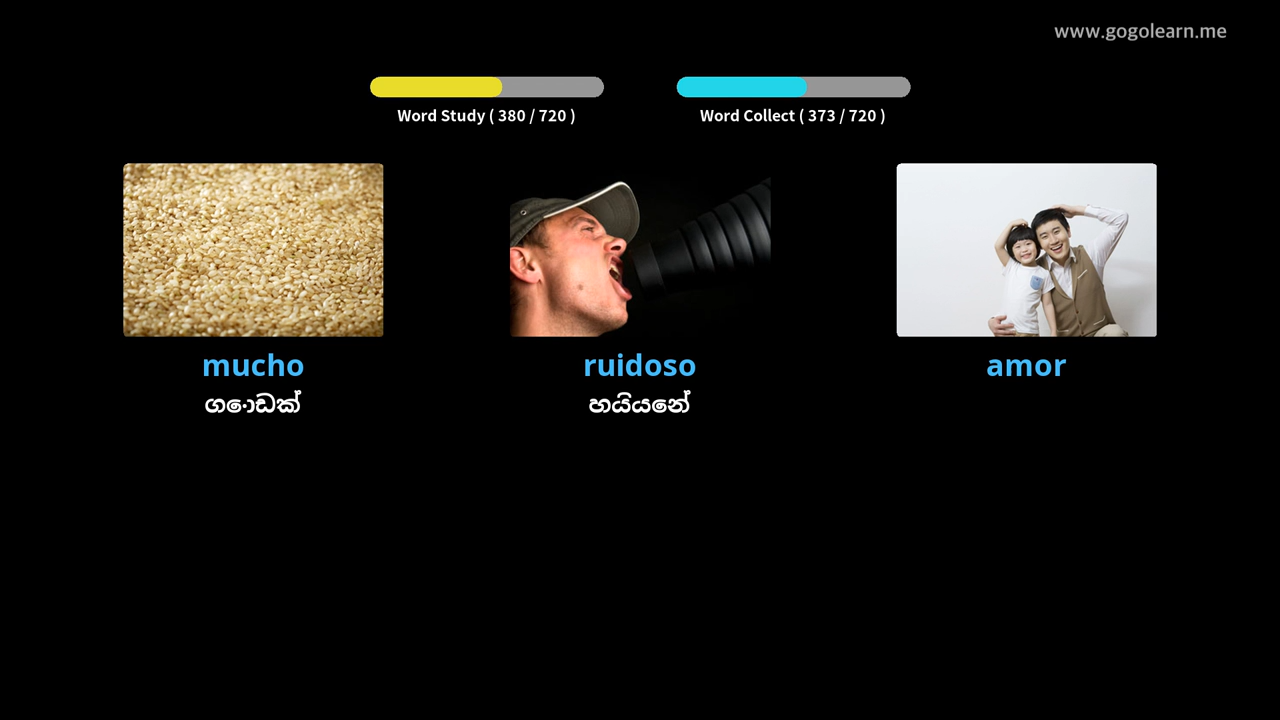 www.gogolearn.me
Word Study ( 380 / 720 )
Word Collect ( 373 / 720 )
mucho
ruidoso
amor
ගොඩක්
හයියනේ